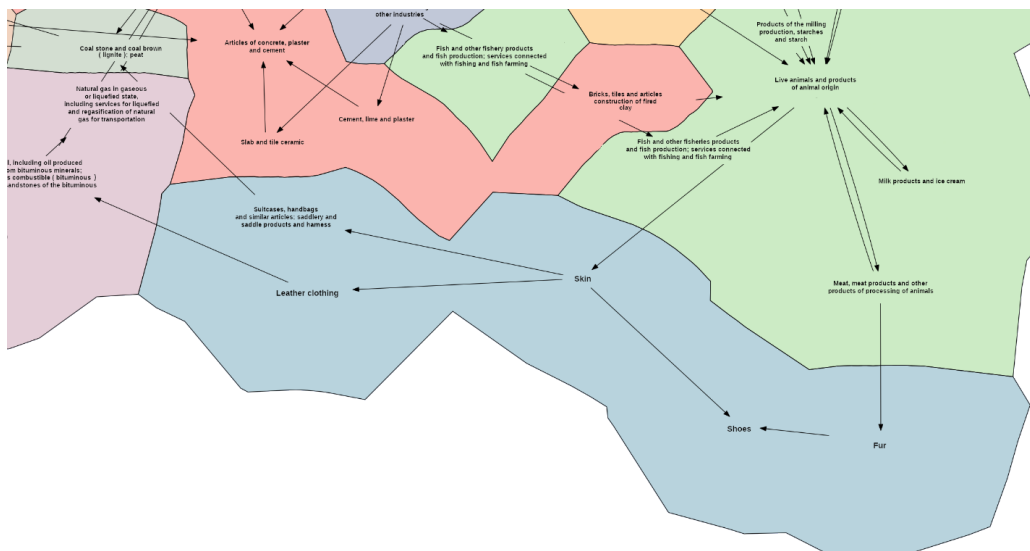 other industries
Articles of concrete, plaster
and cement
Coal stone and coal brown
( lignite ); peat
Fish and other fishery products
and fish production; services connected
with fishing and fish farming
Products of the milling
production, starches
and starch
Live animals and products
of animal origin
Natural gas in gaseous
or liquefied state,
including services for liquefied
and regasification of natural
gas for transportation
Bricks, tiles and articles
construction of fired
clay
Cement, lime and plaster
Slab and tile ceramic
Fish and other fisheries products
and fish production; services connected
with fishing and fish farming
l, including oil produced
om bituminous minerals;
s combustible ( bituminous )
andstones of the bituminous
Milk products and ice cream
Suitcases, handbags
and similar articles; saddlery and
saddle products and harness
Skin
Leather clothing
Meat, meat products and other
products of processing of animals
Shoes
Fur